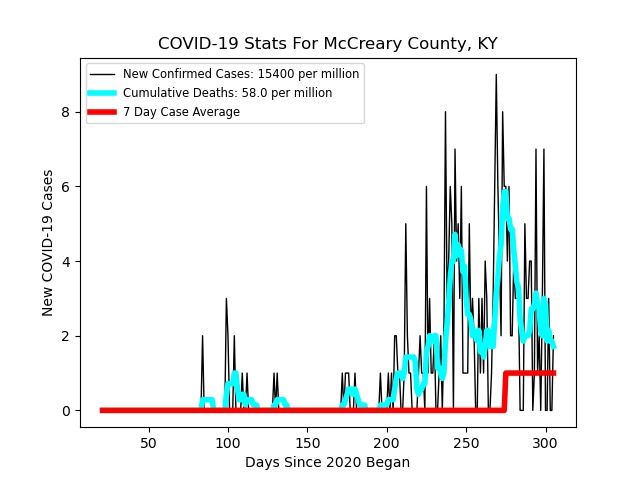 COVID-19 Stats For McCreary County, KY
New Confirmed Cases: 15400 per million
Cumulative Deaths: 58.0 per million
7 Day Case Average
New COVID-19 Cases
8
6
4
2
0
50 100 150 200 250 300
Days Since 2020 Began